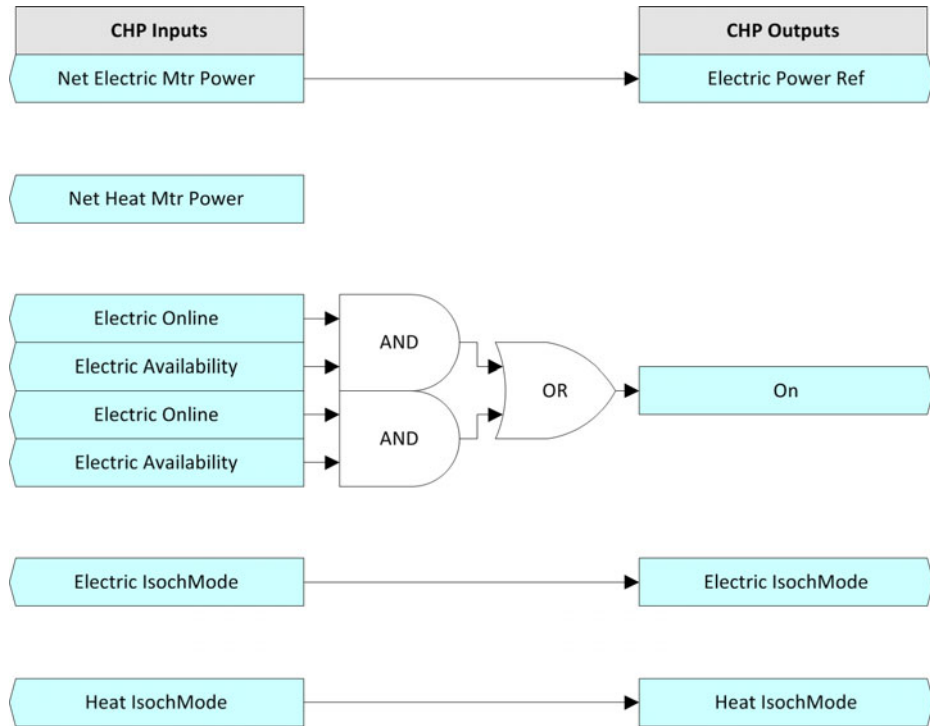 CHP Inputs
CHP Outputs
Net Electric Mtr Power
Electric Power Ref
Net Heat Mtr Power
Electric Online
Electric Availability
Electric Online
Electric Availability
AND
AND
OR
On
Electric IsochMode
Electric IsochMode
Heat IsochMode
Heat IsochMode